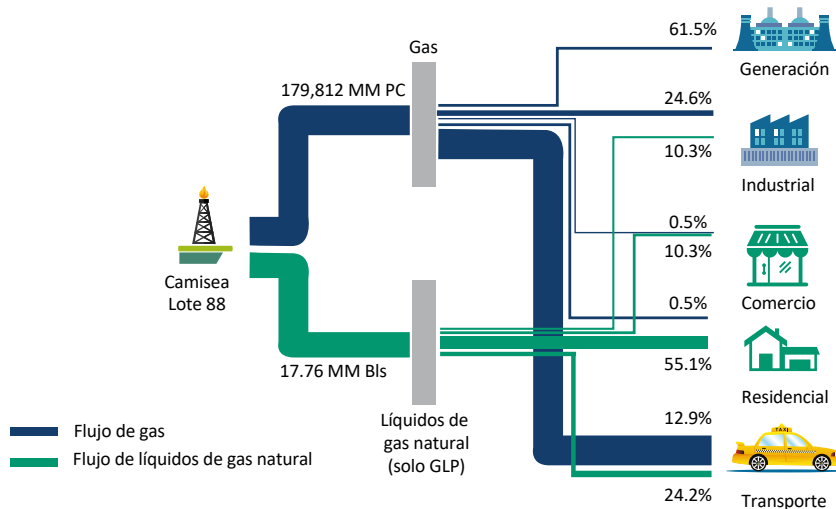 61.5%
Generación
Gas
179,812 MM PC
24.6%
10.3%
Industrial
0.5%
10.3%
Comercio
Camisea
Lote 88
0.5%
17.76 MM Bls
55.1%
Residencial
Líquidos de
gas natural
(solo GLP)
12.9%
TAXI
24.2%
Transporte
Flujo de gas
Flujo de líquidos de gas natural